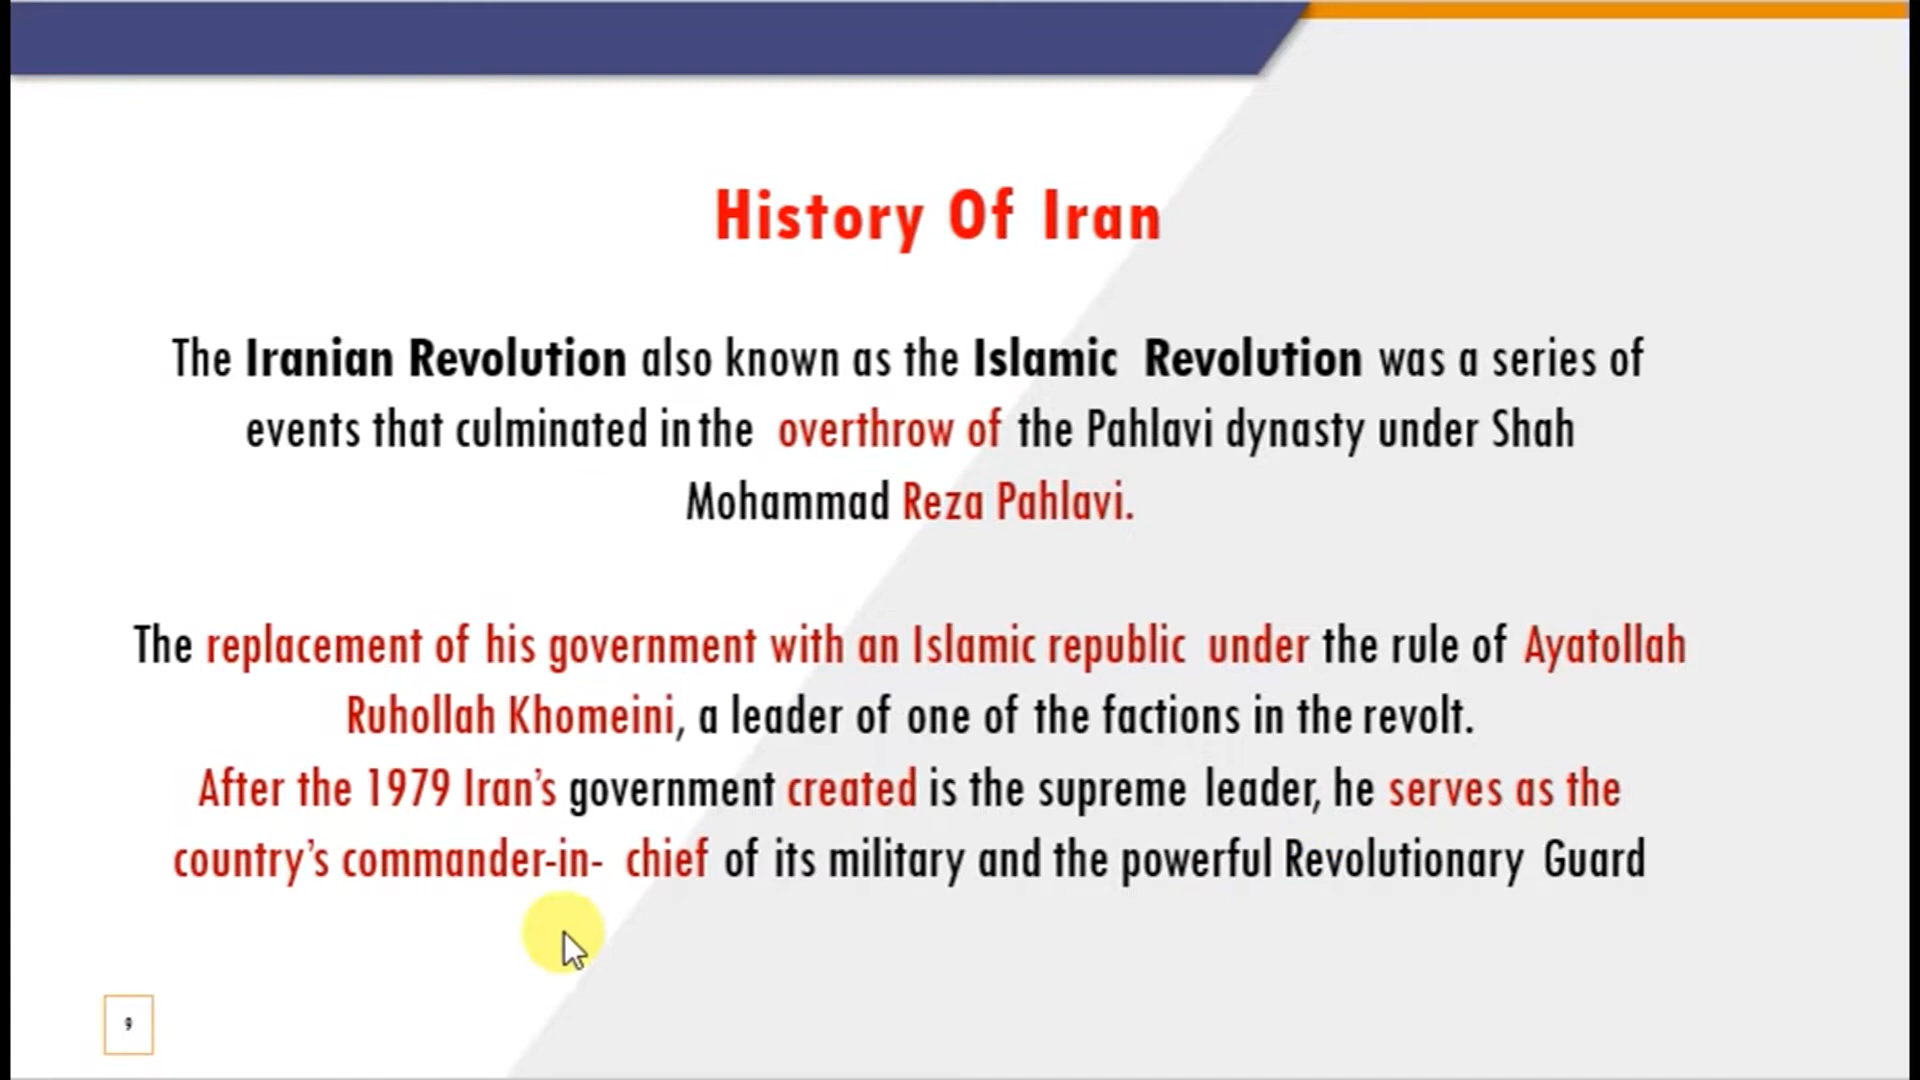 History Of Iran
The Iranian Revolution also known as the Islamic Revolution was a series of
events that culminated in the overthrow of the Pahlavi dynasty under Shah
Mohammad Reza Pahlavi.
The replacement of his government with an Islamic republic under the rule of Ayatollah
Ruhollah Khomeini, a leader of one of the factions in the revolt.
After the 1979 Iran’s government created is the supreme leader, he serves as the
country’s commander-in- chief of its military and the powerful Revolutionary Guard
9